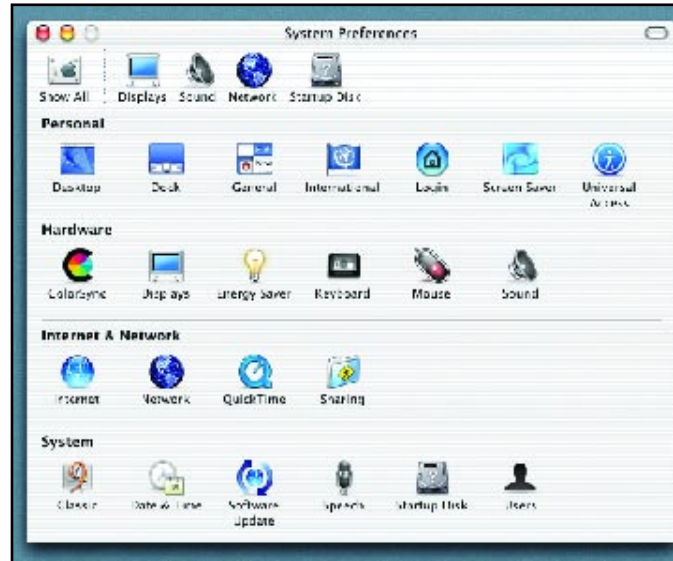 System Preferences
Show All Displays Sound Network Startup Disk
Personal
Desktop Dock General International Login Screen Saver Universal Access
Hardware
ColorSync Displays Energy Saver Keyboard Mouse Sound
Internet & Network
Internet Network QuickTime Sharing
System
Classic Date & Time Software Update Speech Startup Disk Users